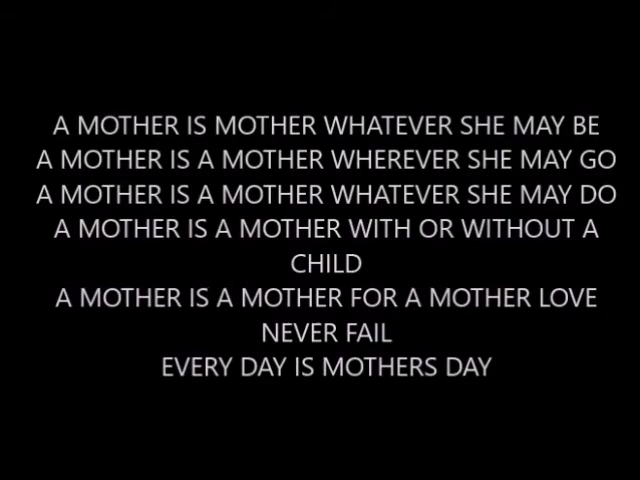 A MOTHER IS MOTHER WHATEVER SHE MAY BE
A MOTHER IS A MOTHER WHEREVER SHE MAY GO
A MOTHER IS A MOTHER WHATEVER SHE MAY DO
A MOTHER IS A MOTHER WITH OR WITHOUT A
CHILD
A MOTHER IS A MOTHER FOR A MOTHER LOVE
NEVER FAIL
EVERY DAY IS MOTHERS DAY